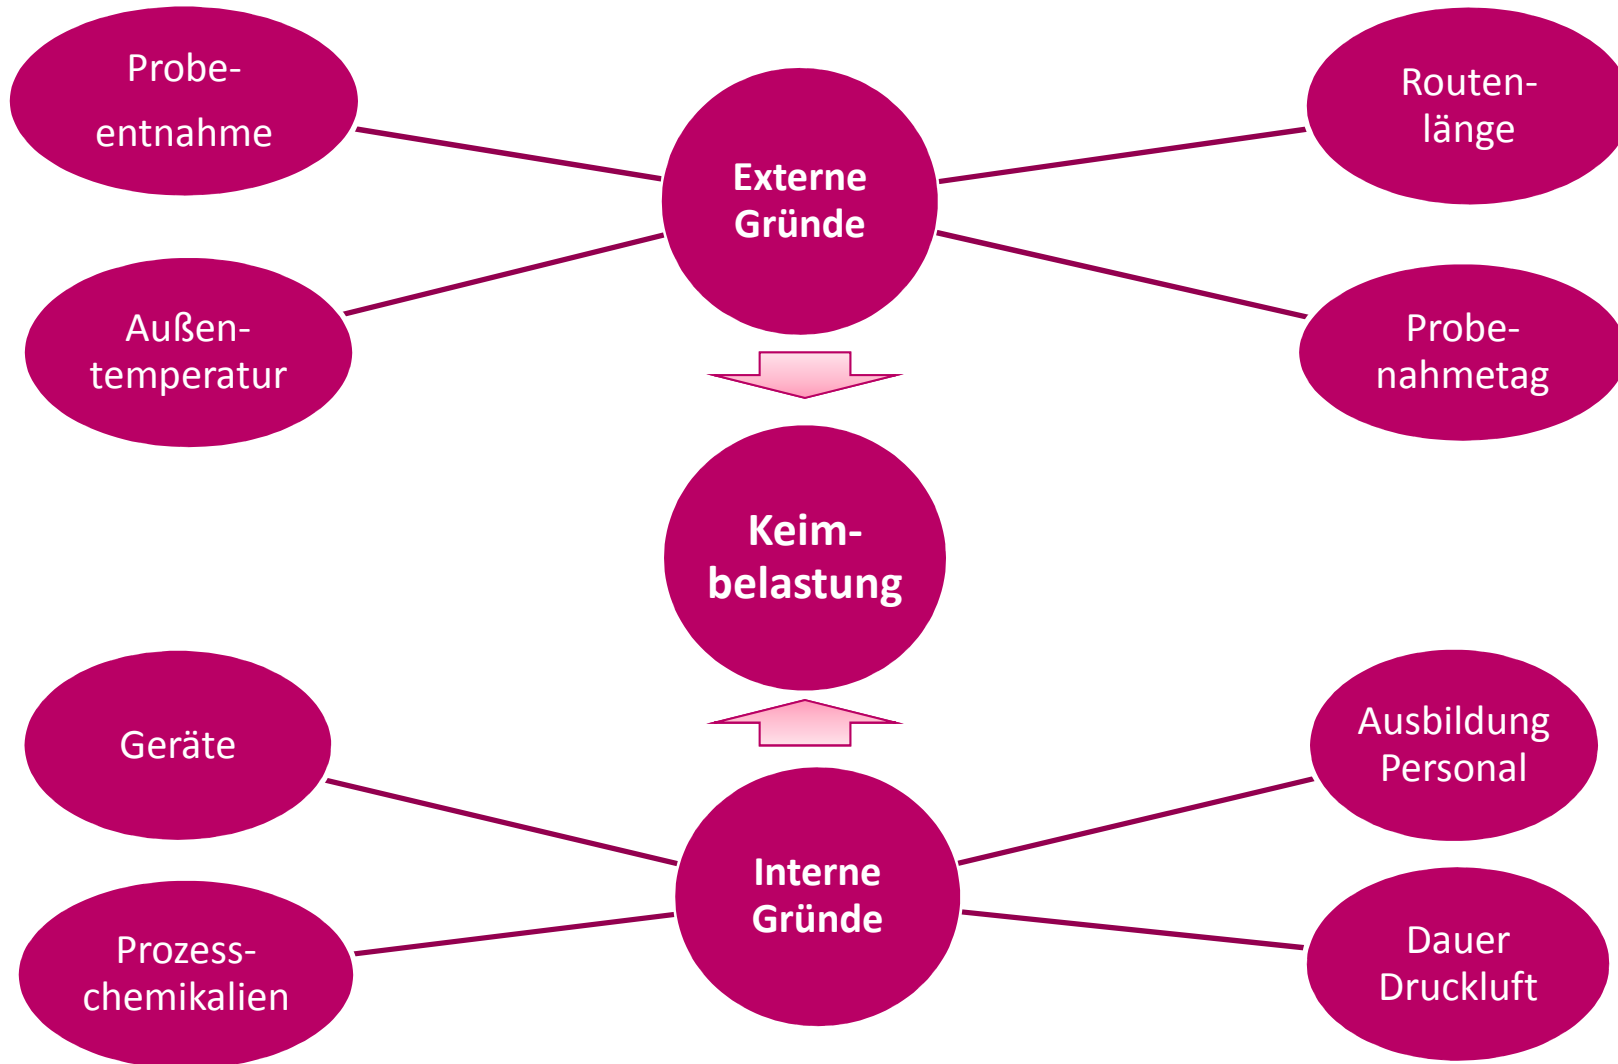 Probe-
entnahme
Routen-
länge
Externe
Gründe
Außen-
temperatur
Probe-
nahmetag
Keim-
belastung
Geräte
Ausbildung
Personal
Interne
Gründe
Prozess-
chemikalien
Dauer
Druckluft